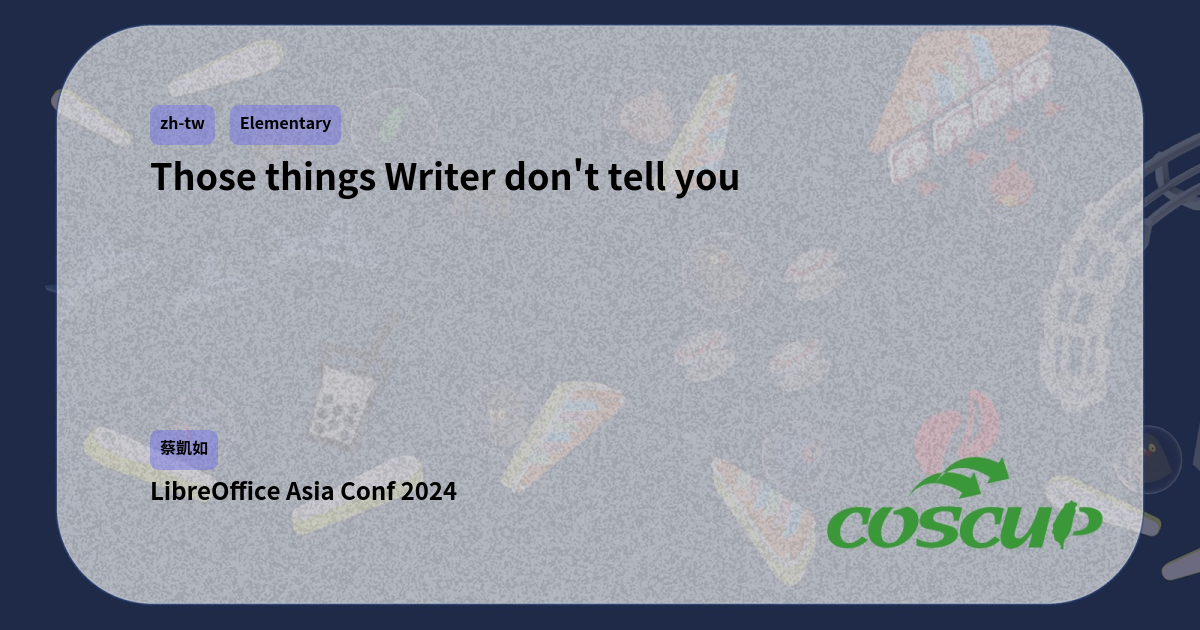 zh-tw Elementary
Those things Writer don't tell you
蔡凱如
LibreOffice Asia Conf 2024
COSCUP